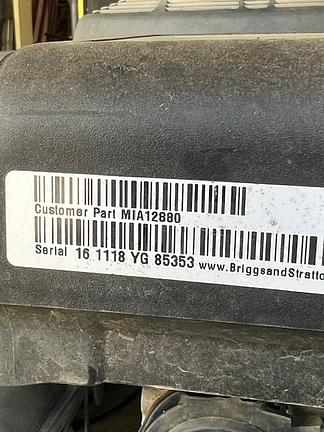 Customer Part MIA12880
Serial 16 1118 YG 85353 www.BriggsandStratto